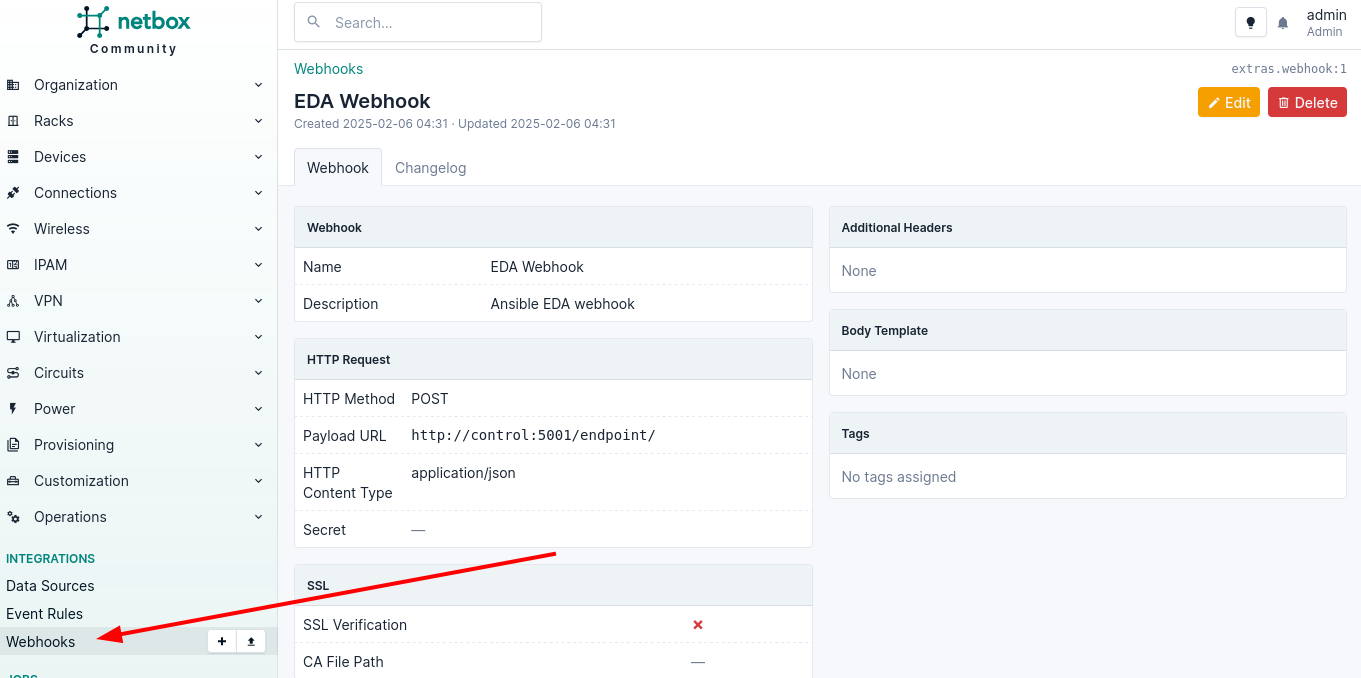 netbox
Community
Search...
admin
Admin
Organization
Racks
Devices
Connections
Wireless
IPAM
VPN
Virtualization
Circuits
Power
Provisioning
Customization
Operations
INTEGRATIONS
Data Sources
Event Rules
Webhooks
Webhooks
extras.webhook:1
EDA Webhook
Edit
Delete
Created 2025-02-06 04:31 · Updated 2025-02-06 04:31
Webhook
Changelog
Webhook
Name EDA Webhook
Description Ansible EDA webhook
HTTP Request
HTTP Method POST
Payload URL http://control:5001/endpoint/
HTTP
Content Type application/json
Secret —
SSL
SSL Verification
CA File Path —
Additional Headers
None
Body Template
None
Tags
No tags assigned